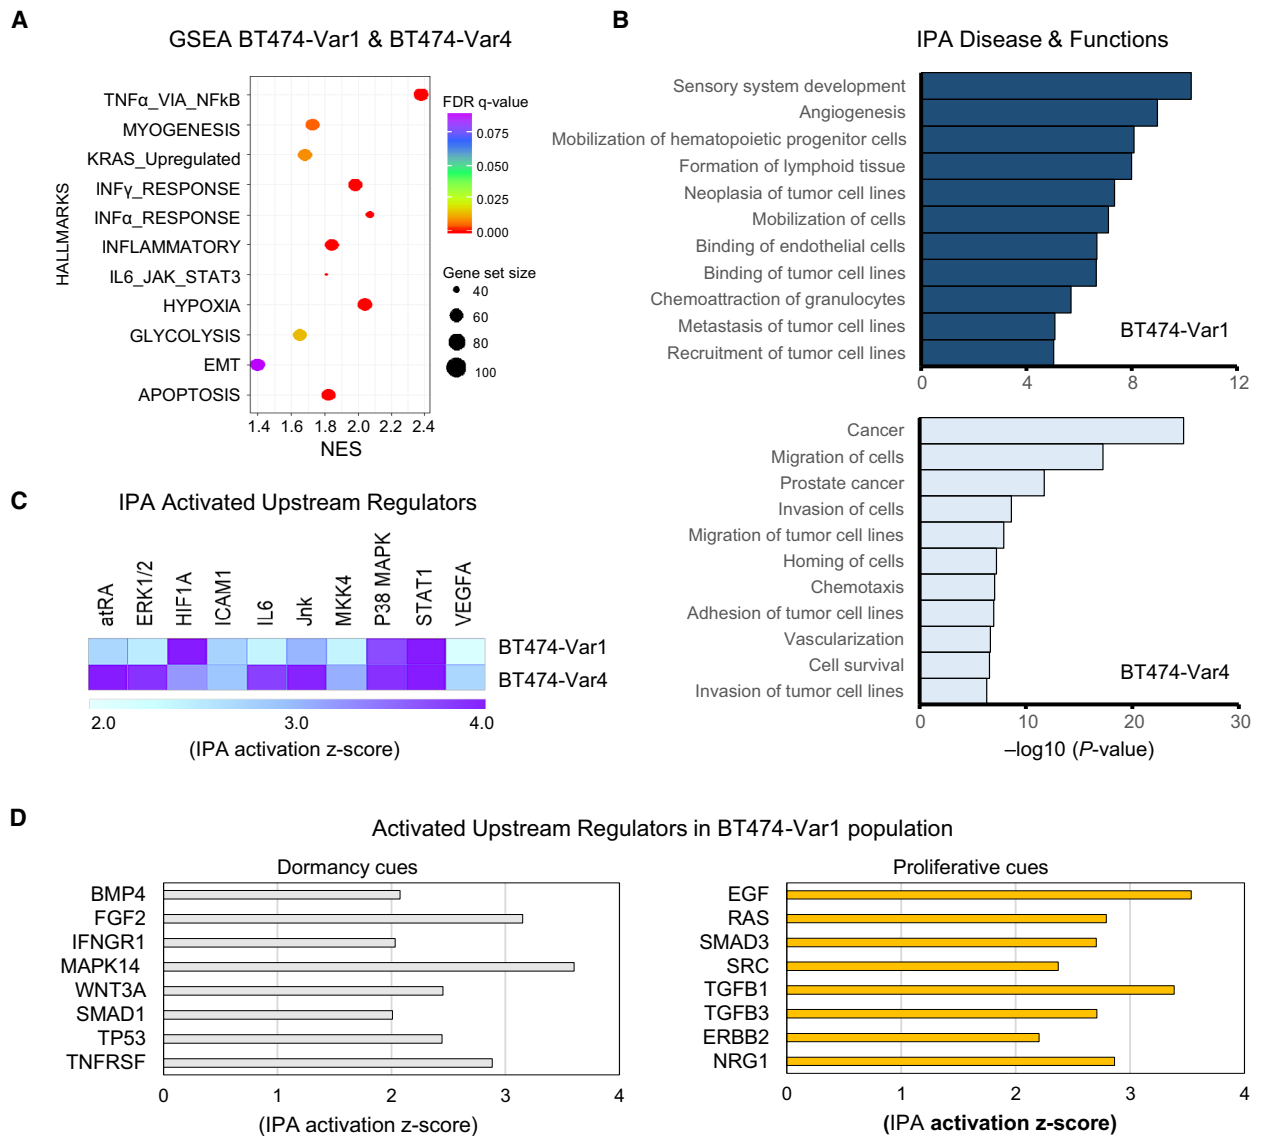 A
GSEA BT474-Var1 & BT474-Var4
HALLMARKS
TNFα_VIA_NFkB
MYOGENESIS
KRAS_Upregulated
INFγ_RESPONSE
INFα_RESPONSE
INFLAMMATORY
IL6_JAK_STAT3
HYPOXIA
GLYCOLYSIS
EMT
APOPTOSIS
1.4 1.6 1.8 2.0 2.2 2.4
NES
FDR q-value
0.075
0.050
0.025
0.000
Gene set size
40
60
80
100
B
IPA Disease & Functions
Sensory system development
Angiogenesis
Mobilization of hematopoietic progenitor cells
Formation of lymphoid tissue
Neoplasia of tumor cell lines
Mobilization of cells
Binding of endothelial cells
Binding of tumor cell lines
Chemoattraction of granulocytes
Metastasis of tumor cell lines
Recruitment of tumor cell lines
BT474-Var1
0 4 8 12
Cancer
Migration of cells
Prostate cancer
Invasion of cells
Migration of tumor cell lines
Homing of cells
Chemotaxis
Adhesion of tumor cell lines
Vascularization
Cell survival
Invasion of tumor cell lines
BT474-Var4
0 10 20 30
–log10 (P-value)
C
IPA Activated Upstream Regulators
atRA
ERK1/2
HIF1A
ICAM1
IL6
Jnk
MKK4
P38 MAPK
STAT1
VEGFA
BT474-Var1
BT474-Var4
2.0 3.0 4.0
(IPA activation z-score)
D
Activated Upstream Regulators in BT474-Var1 population
Dormancy cues
BMP4
FGF2
IFNGR1
MAPK14
WNT3A
SMAD1
TP53
TNFRSF
0 1 2 3 4
(IPA activation z-score)
Proliferative cues
EGF
RAS
SMAD3
SRC
TGFB1
TGFB3
ERBB2
NRG1
0 1 2 3 4
(IPA activation z-score)